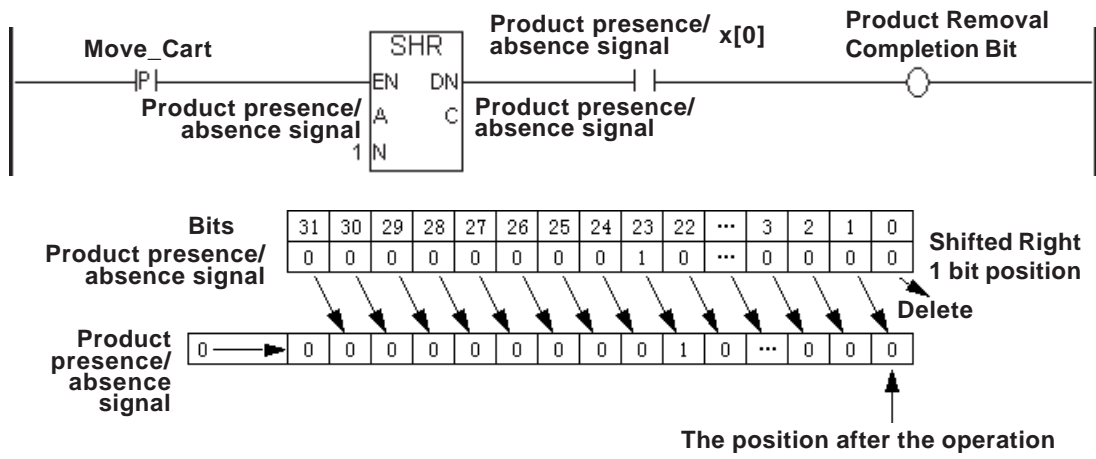 Move_Cart
P
SHR
EN DN
A C
N
Product presence/
absence signal
1
Product presence/
absence signal x[0]
Product presence/
absence signal
Product Removal
Completion Bit
Bits
31 30 29 28 27 26 25 24 23 22 ... 3 2 1 0
Product presence/
absence signal
0 0 0 0 0 0 0 0 1 0 ... 0 0 0 0
Shifted Right
1 bit position
Delete
Product
presence/
absence
signal
0 0 0 0 0 0 0 0 0 0 1 0 ... 0 0 0
The position after the operation